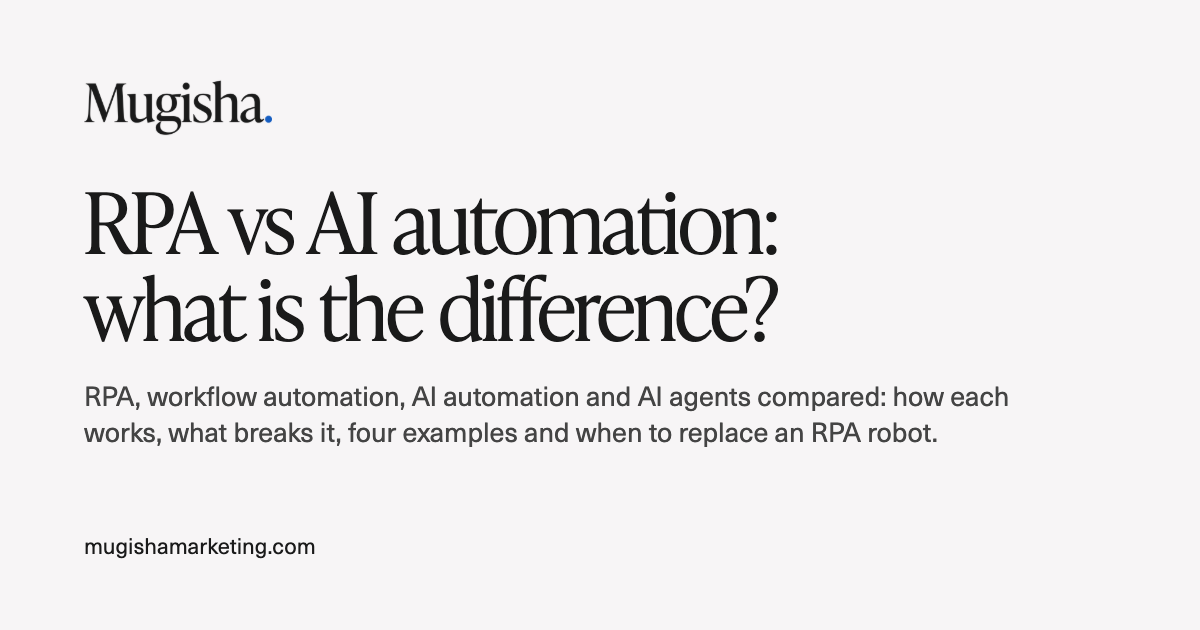 Mugisha.
RPA vs AI automation:
what is the difference?
RPA, workflow automation, AI automation and AI agents compared: how each
works, what breaks it, four examples and when to replace an RPA robot.
mugishamarketing.com